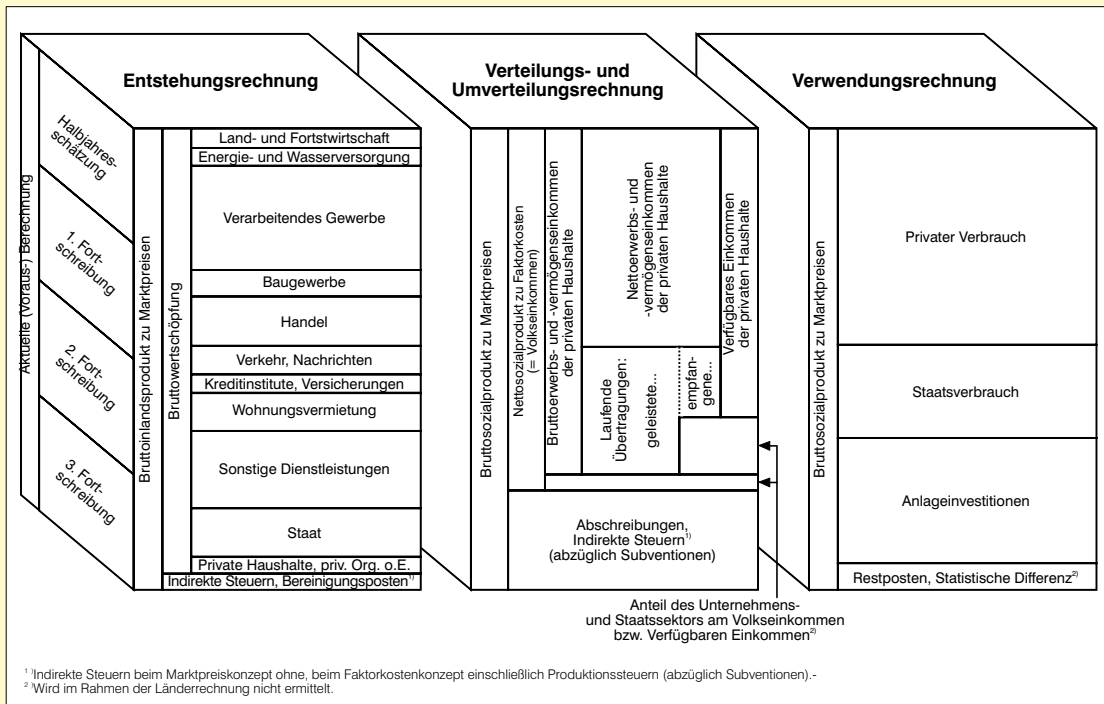 Entstehungsrechnung
Aktuelle (Voraus-) Berechnung
Halbjahres-
schätzung
1. Fort-
schreibung
2. Fort-
schreibung
3. Fort-
schreibung
Bruttoinlandsprodukt zu Marktpreisen
Bruttowertschöpfung
Land- und Fortstwirtschaft
Energie- und Wasserversorgung
Verarbeitendes Gewerbe
Baugewerbe
Handel
Verkehr, Nachrichten
Kreditinstitute, Versicherungen
Wohnungsvermietung
Sonstige Dienstleistungen
Staat
Private Haushalte, priv. Org. o.E.
Indirekte Steuern, Bereinigungsposten¹⁾
Verteilungs- und
Umverteilungsrechnung
Bruttosozialprodukt zu Marktpreisen
Nettosozialprodukt zu Faktorkosten
(= Volkseinkommen)
Bruttoerwerbs- und -vermögenseinkommen
der privaten Haushalte
Nettoerwerbs- und
-vermögenseinkommen
der privaten Haushalte
Laufende
Übertragungen:
geleistete...
empfan-
gene...
Verfügbares Einkommen
der privaten Haushalte
Abschreibungen,
Indirekte Steuern¹⁾
(abzüglich Subventionen)
Anteil des Unternehmens-
und Staatssektors am Volkseinkommen
bzw. Verfügbaren Einkommen²⁾
Verwendungsrechnung
Bruttosozialprodukt zu Marktpreisen
Privater Verbrauch
Staatsverbrauch
Anlageinvestitionen
Restposten, Statistische Differenz²⁾
¹⁾Indirekte Steuern beim Marktpreiskonzept ohne, beim Faktorkostenkonzept einschließlich Produktionssteuern (abzüglich Subventionen).-
²⁾Wird im Rahmen der Länderrechnung nicht ermittelt.